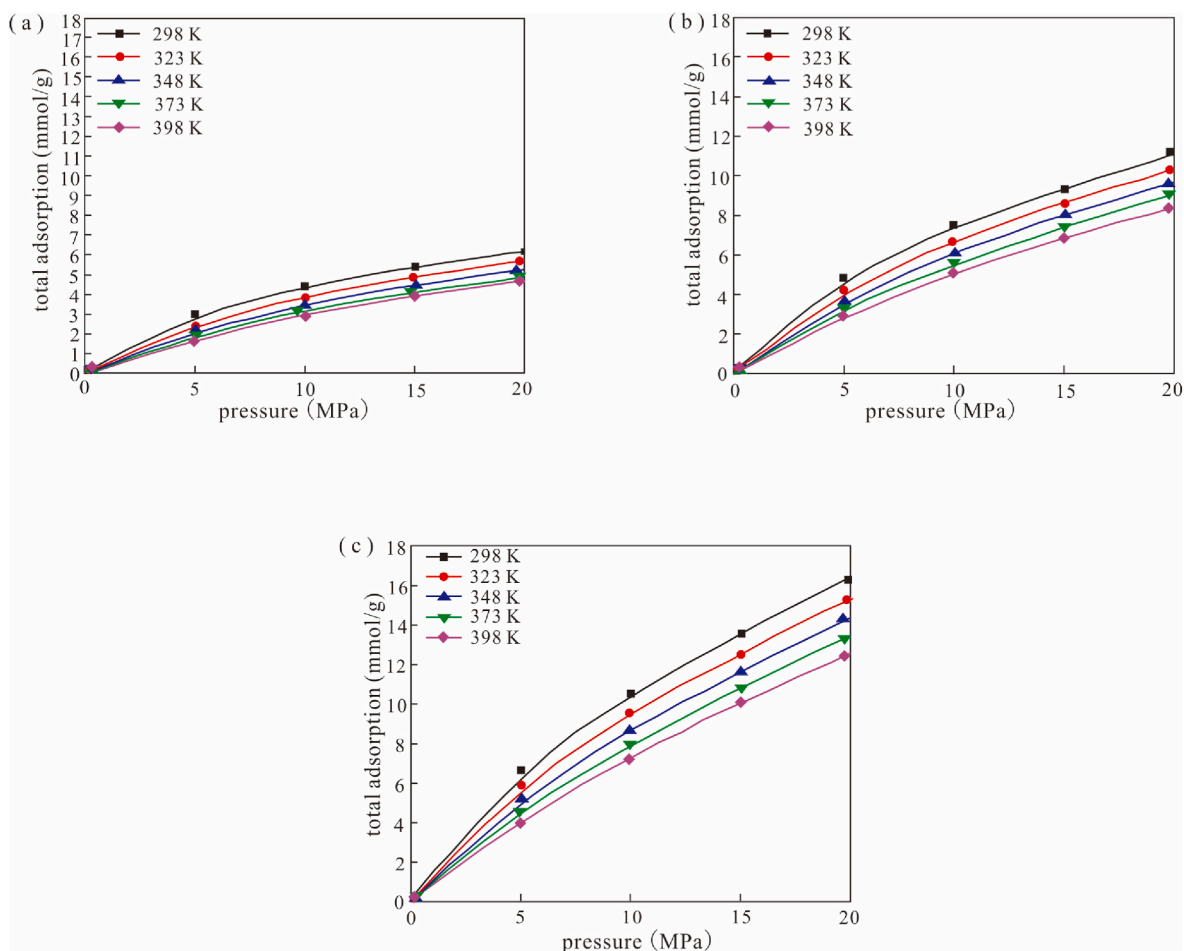 (a)
total adsorption (mmol/g)
18
17
16
15
14
13
12
11
10
9
8
7
6
5
4
3
2
1
0
298 K
323 K
348 K
373 K
398 K
0 5 10 15 20
pressure (MPa)
(b)
total adsorption (mmol/g)
18
16
14
12
10
8
6
4
2
0
298 K
323 K
348 K
373 K
398 K
0 5 10 15 20
pressure (MPa)
(c)
total adsorption (mmol/g)
18
16
14
12
10
8
6
4
2
0
298 K
323 K
348 K
373 K
398 K
0 5 10 15 20
pressure (MPa)